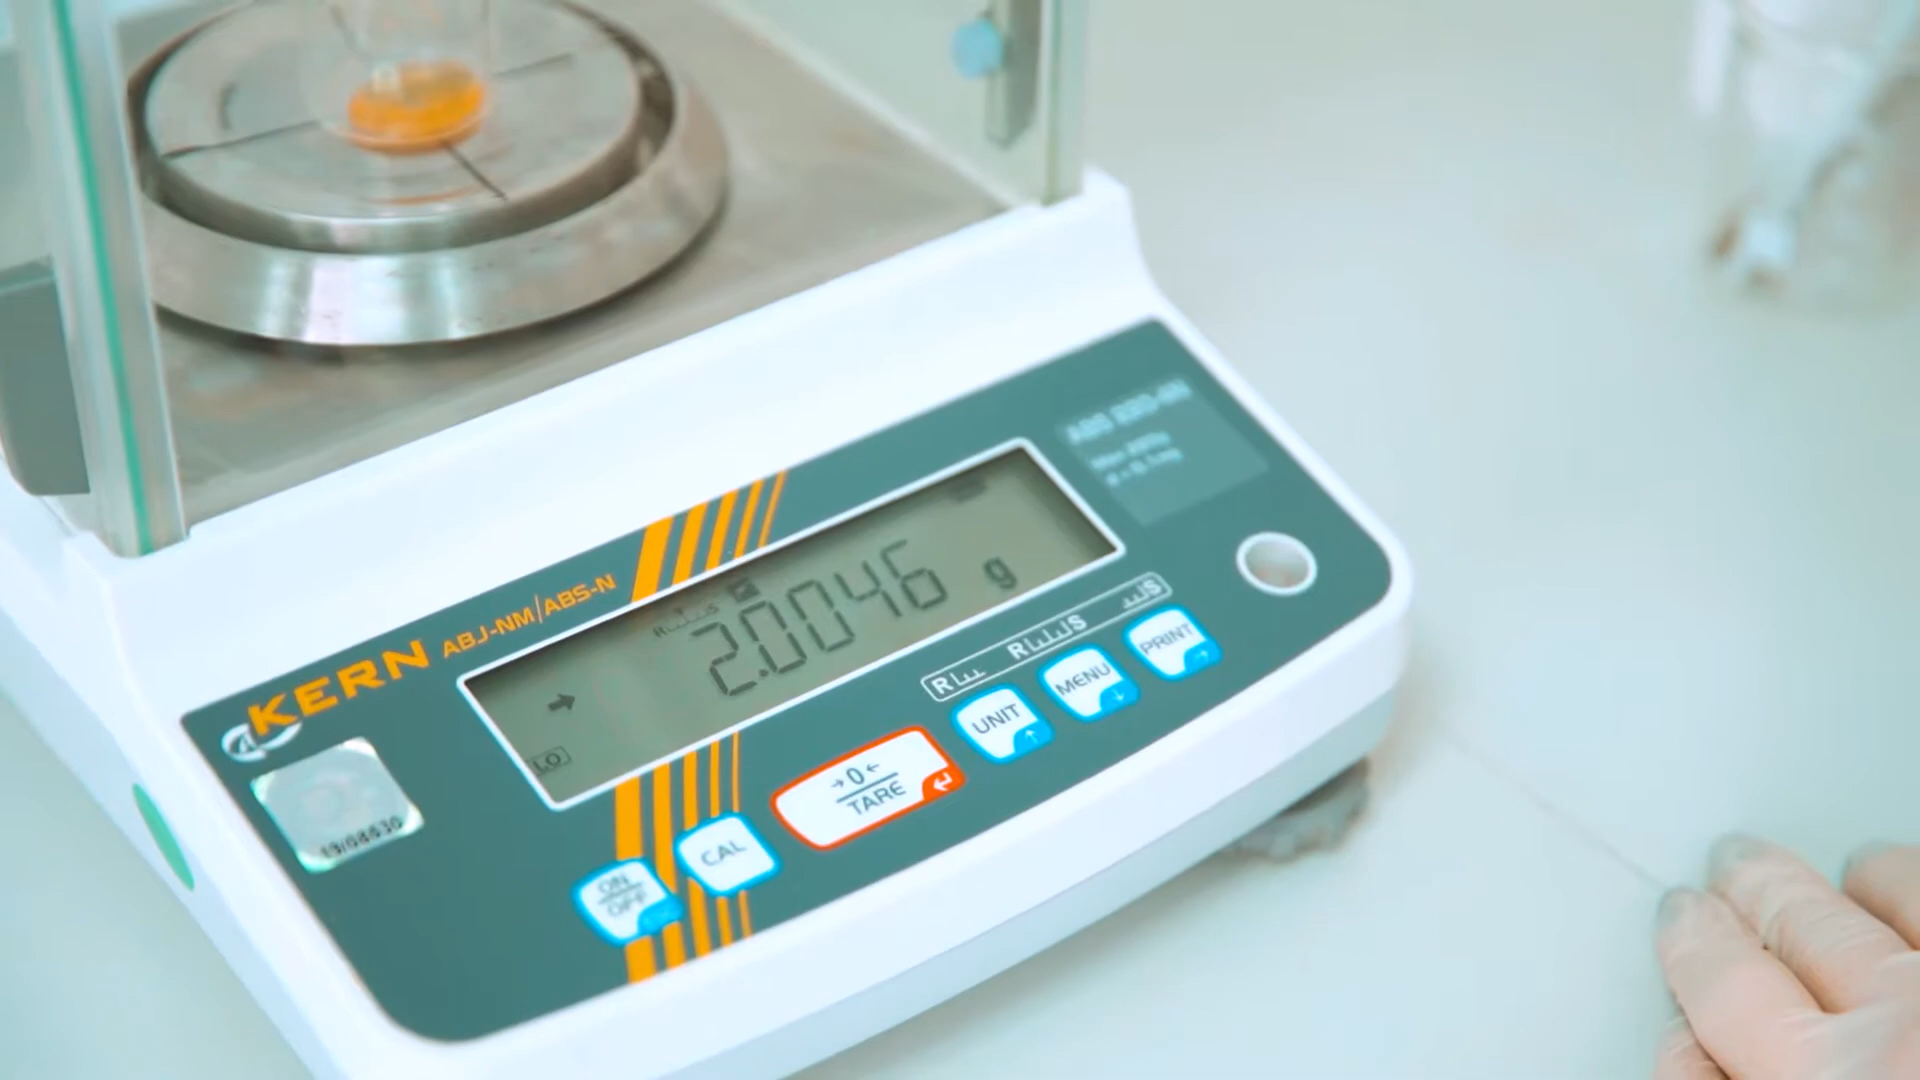 KERN ABJ-NM/ABS-N
R S
2.0046 g
LO
R
R S
S
ON
OFF
CAL
→0←
TARE
UNIT
MENU
PRINT